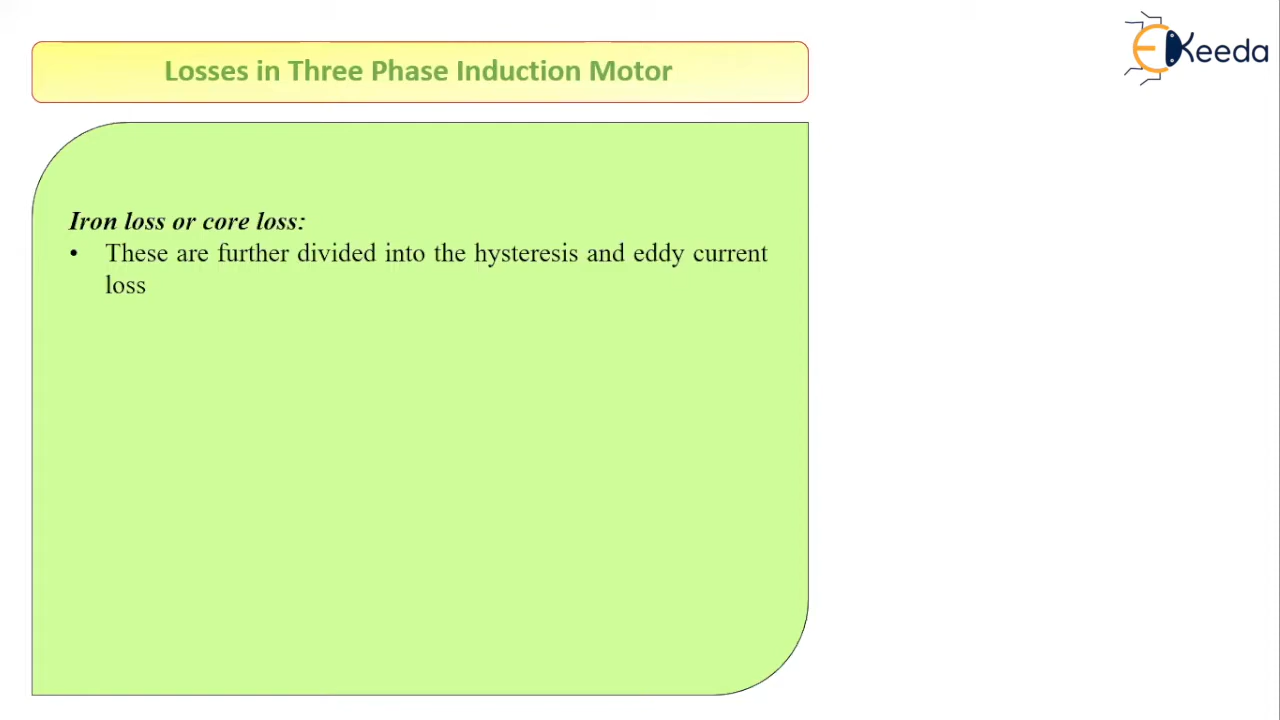 Losses in Three Phase Induction Motor
EKeeda
Iron loss or core loss:
• These are further divided into the hysteresis and eddy current
loss